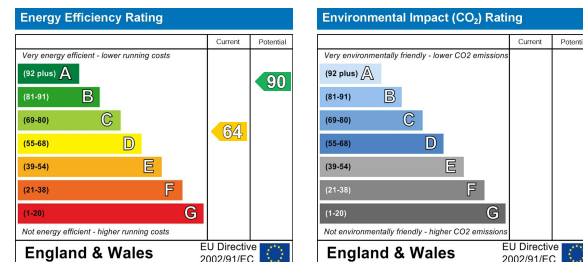 Energy Efficiency Rating
Current Potential
Very energy efficient - lower running costs
(92 plus) A
(81-91) B
(69-80) C
(55-68) D
(39-54) E
(21-38) F
(1-20) G
64
90
Not energy efficient - higher running costs
England & Wales
EU Directive
2002/91/EC
Environmental Impact (CO₂) Rating
Current Potential
Very environmentally friendly - lower CO2 emissions
(92 plus) A
(81-91) B
(69-80) C
(55-68) D
(39-54) E
(21-38) F
(1-20) G
Not environmentally friendly - higher CO2 emissions
England & Wales
EU Directive
2002/91/EC